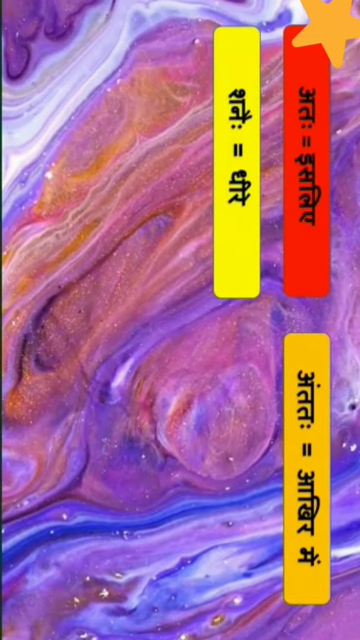 अतः = इसलिए
अंततः = आखिर में
शनैः = धीरे